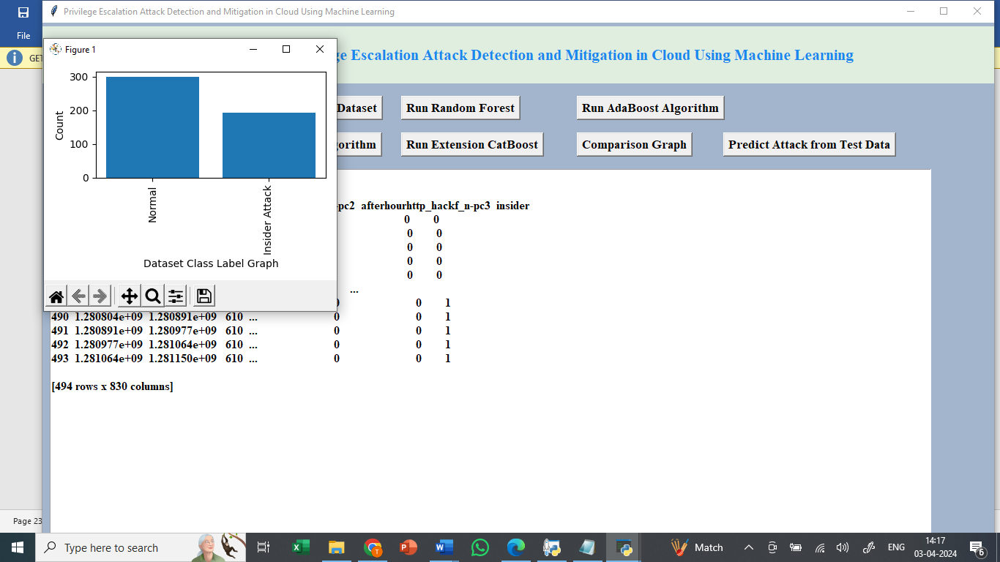 Privilege Escalation Attack Detection and Mitigation in Cloud Using Machine Learning
File
GET
Figure 1
ge Escalation Attack Detection and Mitigation in Cloud Using Machine Learning
Dataset
Run Random Forest
Run AdaBoost Algorithm
orithm
Run Extension CatBoost
Comparison Graph
Predict Attack from Test Data
300
200
100
0
Count
Normal
Insider Attack
Dataset Class Label Graph
-pc2 afterhourhttp_hackf_n-pc3 insider
0 0
0 0
0 0
0 0
0 0
...
0 0 1
490 1.280804e+09 1.280891e+09 610 ... 0 0 1
491 1.280891e+09 1.280977e+09 610 ... 0 0 1
492 1.280977e+09 1.281064e+09 610 ... 0 0 1
493 1.281064e+09 1.281150e+09 610 ... 0 0 1
[494 rows x 830 columns]
Page 23
Type here to search
Match
ENG
14:17
03-04-2024
6